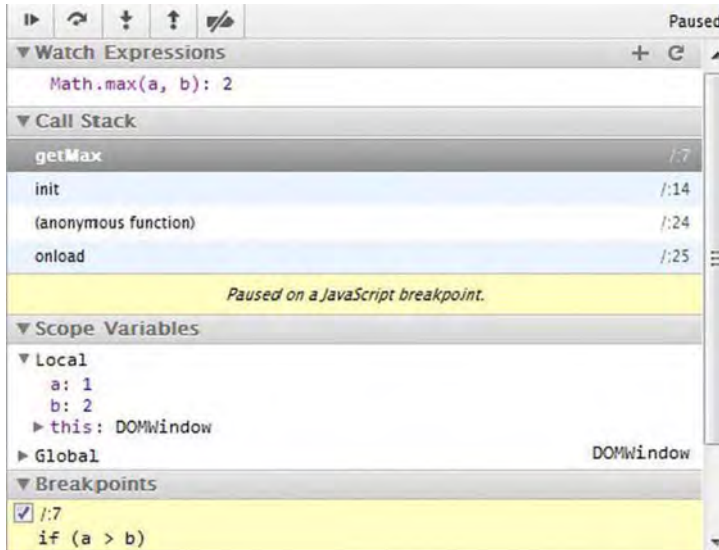 Paused
Watch Expressions
Math.max(a, b): 2
Call Stack
getMax /:7
init /:14
(anonymous function) /:24
onload /:25
Paused on a JavaScript breakpoint.
Scope Variables
Local
a: 1
b: 2
this: DOMWindow
Global DOMWindow
Breakpoints
/:7
if (a > b)